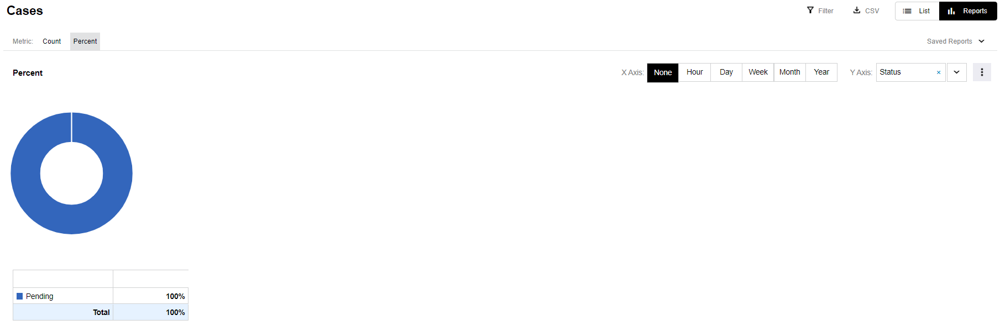 Cases
Filter
CSV
List
Reports
Metric: Count Percent
Saved Reports
Percent
X Axis: None Hour Day Week Month Year
Y Axis: Status ×
Pending 100%
Total 100%